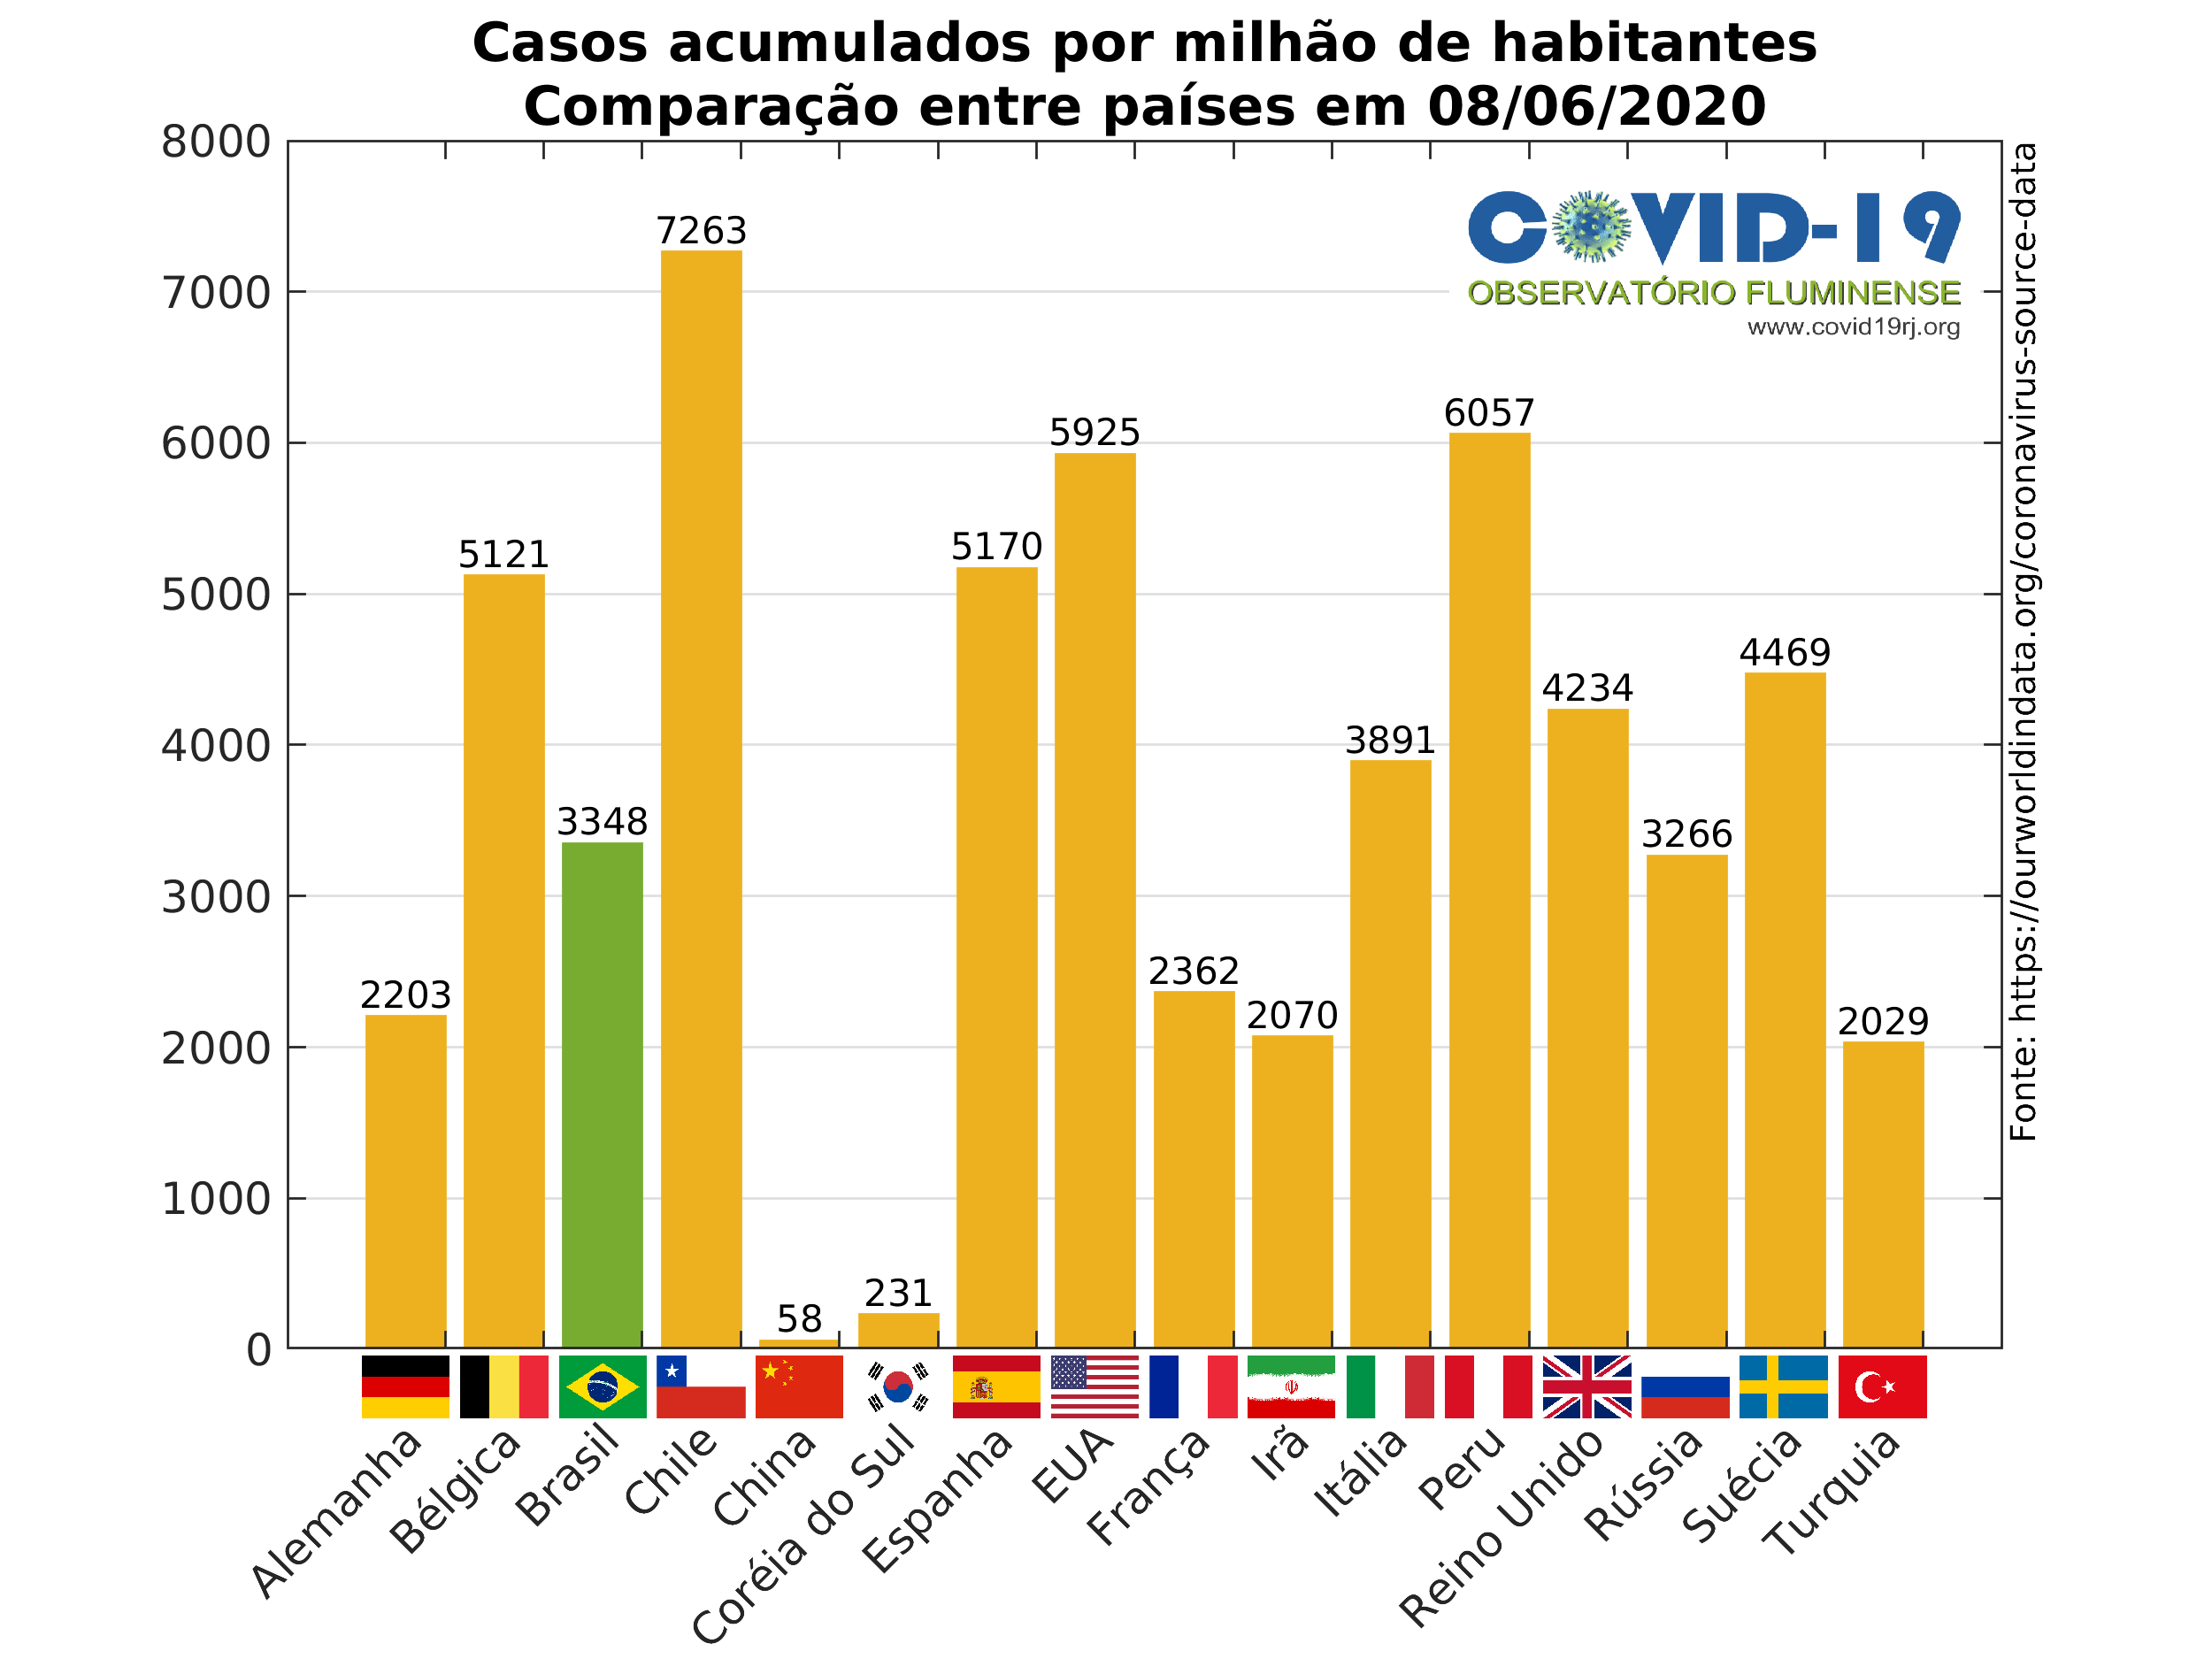 Casos acumulados por milhão de habitantes
Comparação entre países em 08/06/2020
8000
7000
6000
5000
4000
3000
2000
1000
0
2203
5121
3348
7263
58
231
5170
5925
2362
2070
3891
6057
4234
3266
4469
2029
COVID-19
OBSERVATÓRIO FLUMINENSE
www.covid19rj.org
Fonte: https://ourworldindata.org/coronavirus-source-data
Alemanha
Bélgica
Brasil
Chile
China
Coréia do Sul
Espanha
EUA
França
Irã
Itália
Peru
Reino Unido
Rússia
Suécia
Turquia